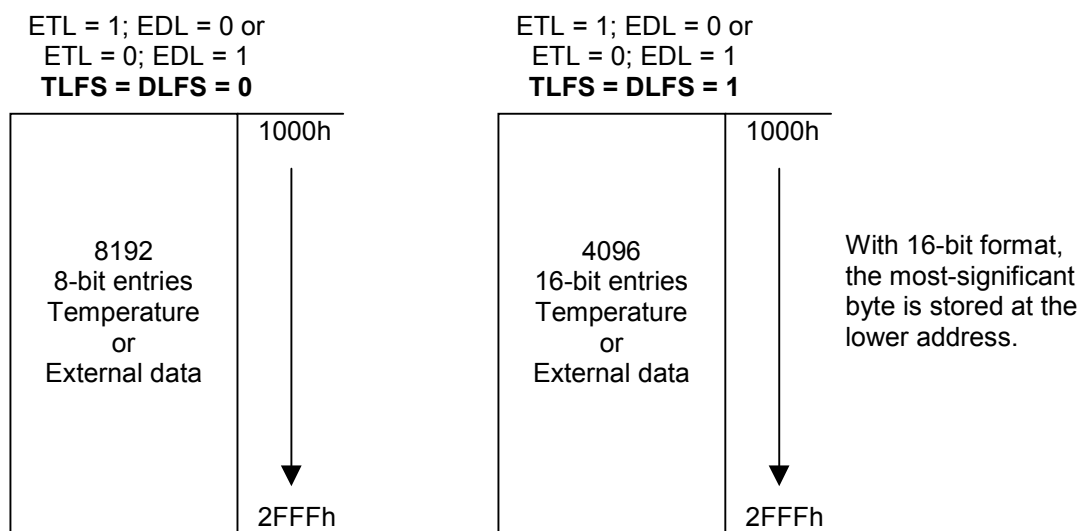 ETL = 1; EDL = 0 or
ETL = 0; EDL = 1
TLFS = DLFS = 0
1000h
8192
8-bit entries
Temperature
or
External data
2FFFh
ETL = 1; EDL = 0 or
ETL = 0; EDL = 1
TLFS = DLFS = 1
1000h
4096
16-bit entries
Temperature
or
External data
2FFFh
With 16-bit format,
the most-significant
byte is stored at the
lower address.